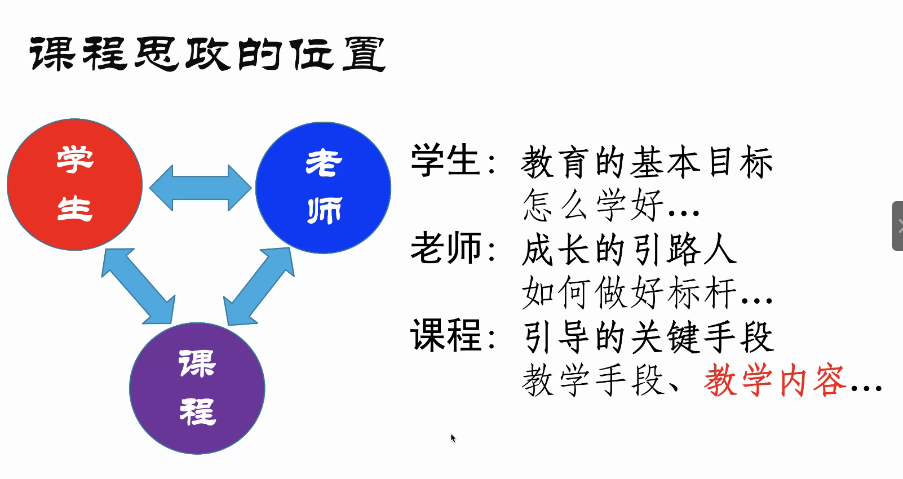 课程思政的位置
学生
老师
课程
学生：教育的基本目标
怎么学好...
老师：成长的引路人
如何做好标杆...
课程：引导的关键手段
教学手段、教学内容...